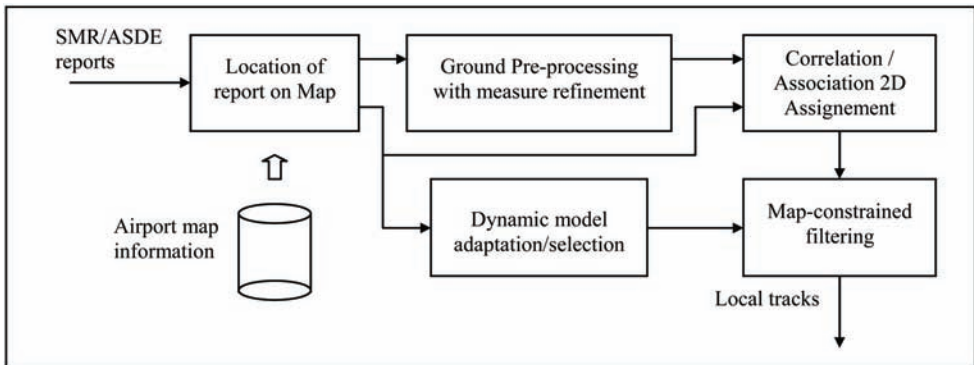 SMR/ASDE
reports
Location of
report on Map
Ground Pre-processing
with measure refinement
Correlation /
Association 2D
Assignement
Airport map
information
Dynamic model
adaptation/selection
Map-constrained
filtering
Local tracks